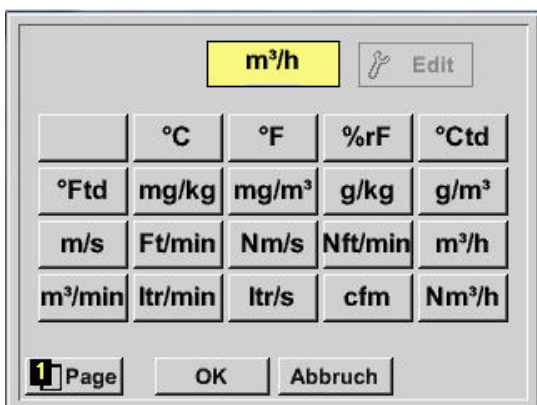 m³/h Edit
°C °F %rF °Ctd
°Ftd mg/kg mg/m³ g/kg g/m³
m/s Ft/min Nm/s Nft/min m³/h
m³/min ltr/min ltr/s cfm Nm³/h
1 Page OK Abbruch